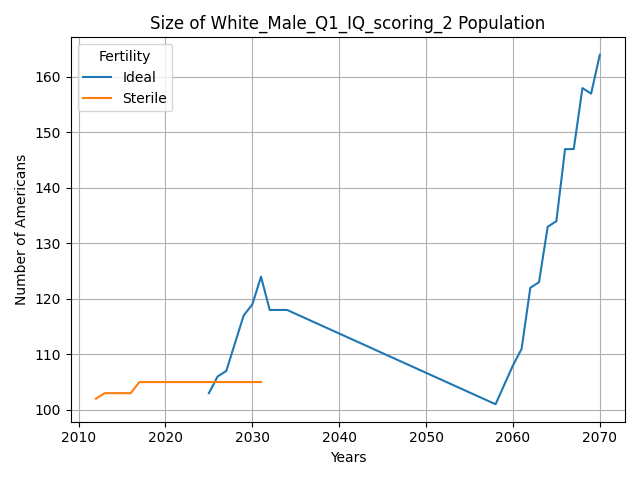 Size of White_Male_Q1_IQ_scoring_2 Population
Fertility
Ideal
Sterile
Number of Americans
160
150
140
130
120
110
100
2010
2020
2030
2040
2050
2060
2070
Years